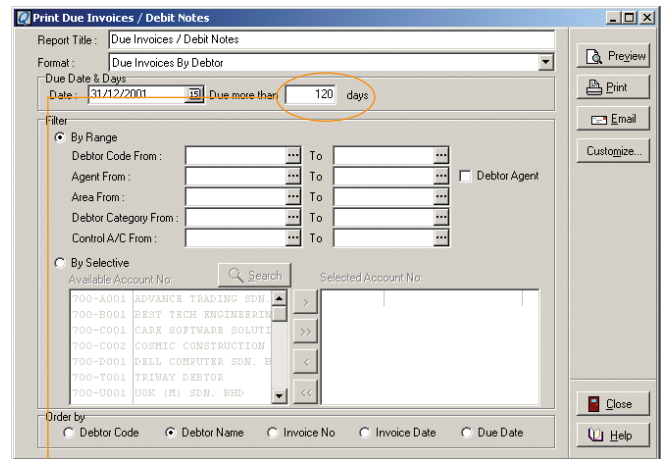 Print Due Invoices / Debit Notes
Report Title : Due Invoices / Debit Notes
Format : Due Invoices By Debtor
Due Date & Days
Date : 31/12/2001 15 Due more than 120 days
Filter
By Range
Debtor Code From : ... To ...
Agent From : ... To ... Debtor Agent
Area From : ... To ...
Debtor Category From : ... To ...
Control A/C From : ... To ...
By Selective
Available Account No: Search Selected Account No:
700-A001 ADVANCE TRADING SDN. >
700-B001 BEST TECH ENGINEERIN
700-C001 CARE SOFTWARE SOLUTI >>
700-C002 COSMIC CONSTRUCTION
700-D001 DELL COMPUTER SDN. B <
700-T001 TRIWAY DEBTOR
700-U001 UOK (M) SDN. BHD <<
Order by
Debtor Code Debtor Name Invoice No Invoice Date Due Date
Preview
Print
Email
Customize...
Close
Help